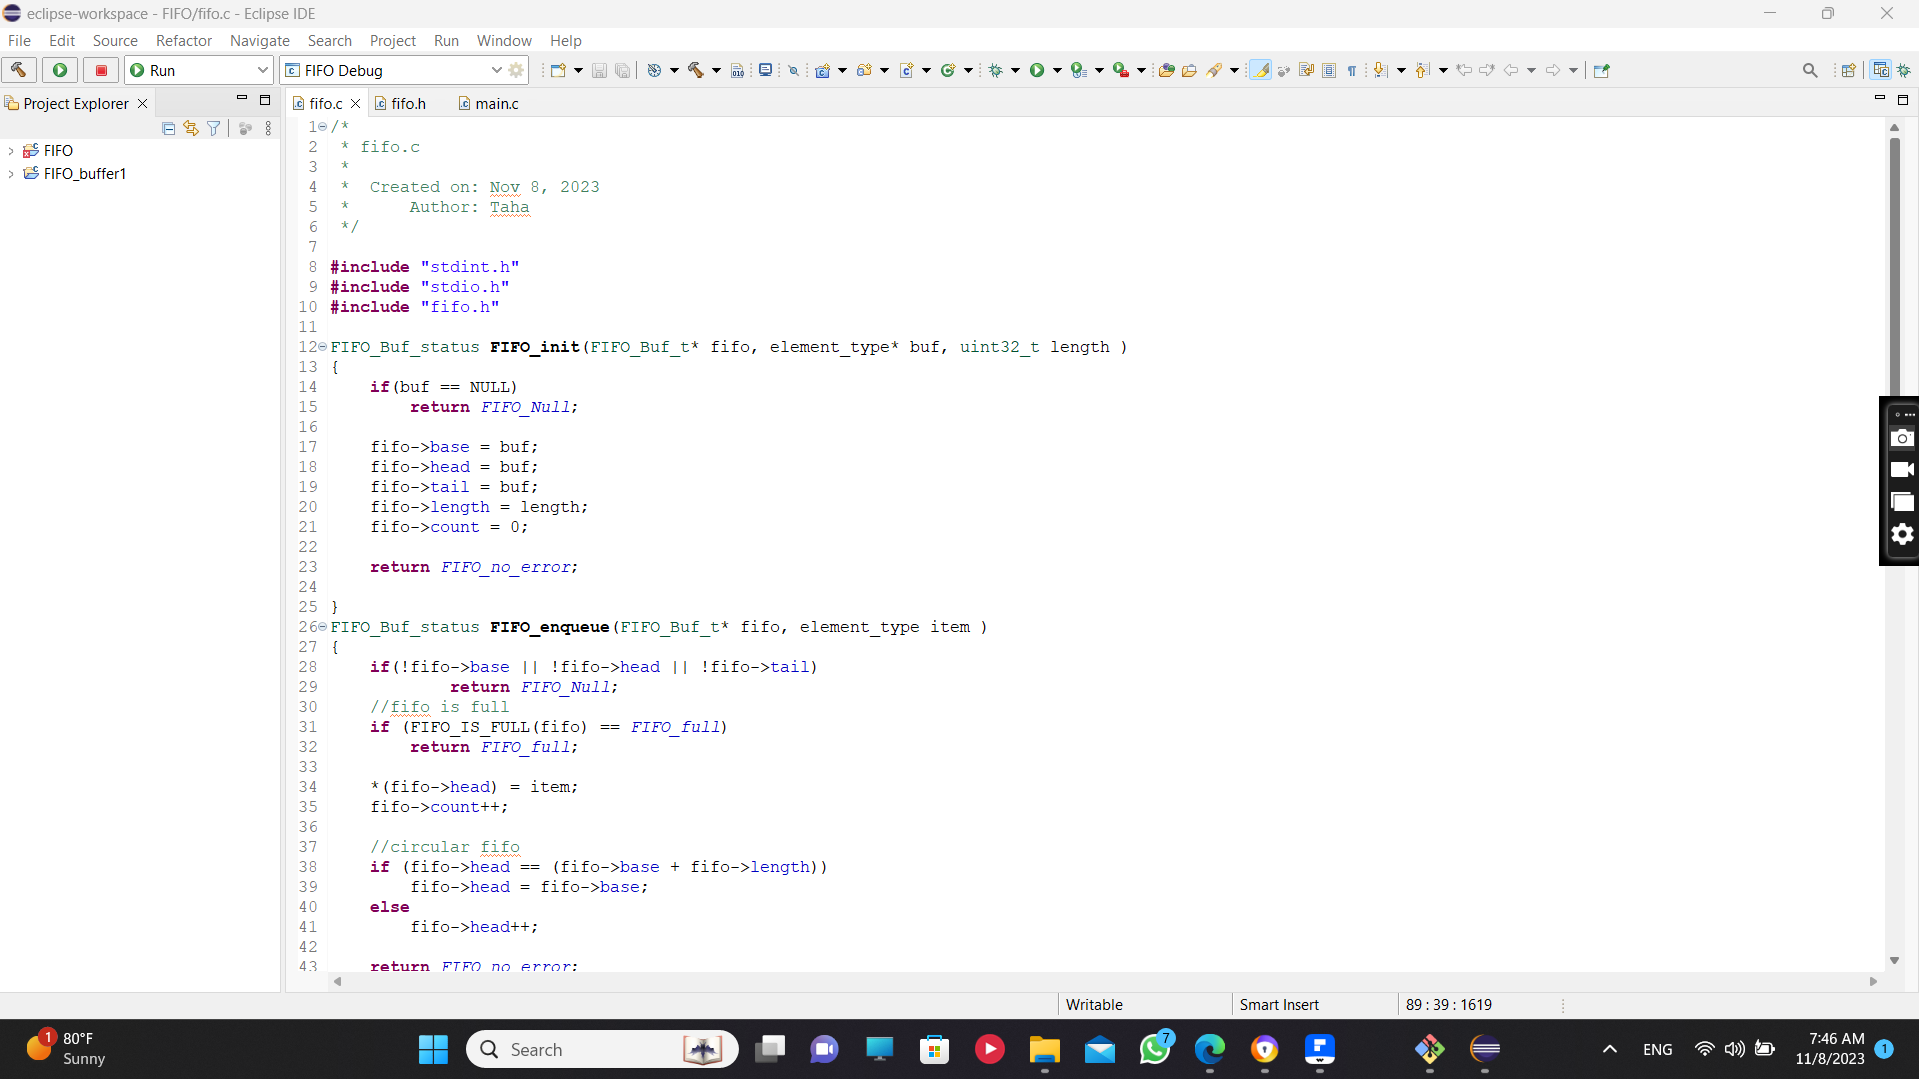 eclipse-workspace - FIFO/fifo.c - Eclipse IDE
File Edit Source Refactor Navigate Search Project Run Window Help
Run
FIFO Debug
Project Explorer
fifo.c
fifo.h
main.c
FIFO
FIFO_buffer1
1 /*
2  * fifo.c
3  *
4  *  Created on: Nov 8, 2023
5  *      Author: Taha
6  */
7
8 #include "stdint.h"
9 #include "stdio.h"
10 #include "fifo.h"
11
12 FIFO_Buf_status FIFO_init(FIFO_Buf_t* fifo, element_type* buf, uint32_t length )
13 {
14     if(buf == NULL)
15         return FIFO_Null;
16
17     fifo->base = buf;
18     fifo->head = buf;
19     fifo->tail = buf;
20     fifo->length = length;
21     fifo->count = 0;
22
23     return FIFO_no_error;
24
25 }
26 FIFO_Buf_status FIFO_enqueue(FIFO_Buf_t* fifo, element_type item )
27 {
28     if(!fifo->base || !fifo->head || !fifo->tail)
29             return FIFO_Null;
30     //fifo is full
31     if (FIFO_IS_FULL(fifo) == FIFO_full)
32         return FIFO_full;
33
34     *(fifo->head) = item;
35     fifo->count++;
36
37     //circular fifo
38     if (fifo->head == (fifo->base + fifo->length))
39         fifo->head = fifo->base;
40     else
41         fifo->head++;
42
43     return FIFO_no_error;
Writable
Smart Insert
89 : 39 : 1619
1
80°F
Sunny
Search
7
ENG
7:46 AM
11/8/2023
1